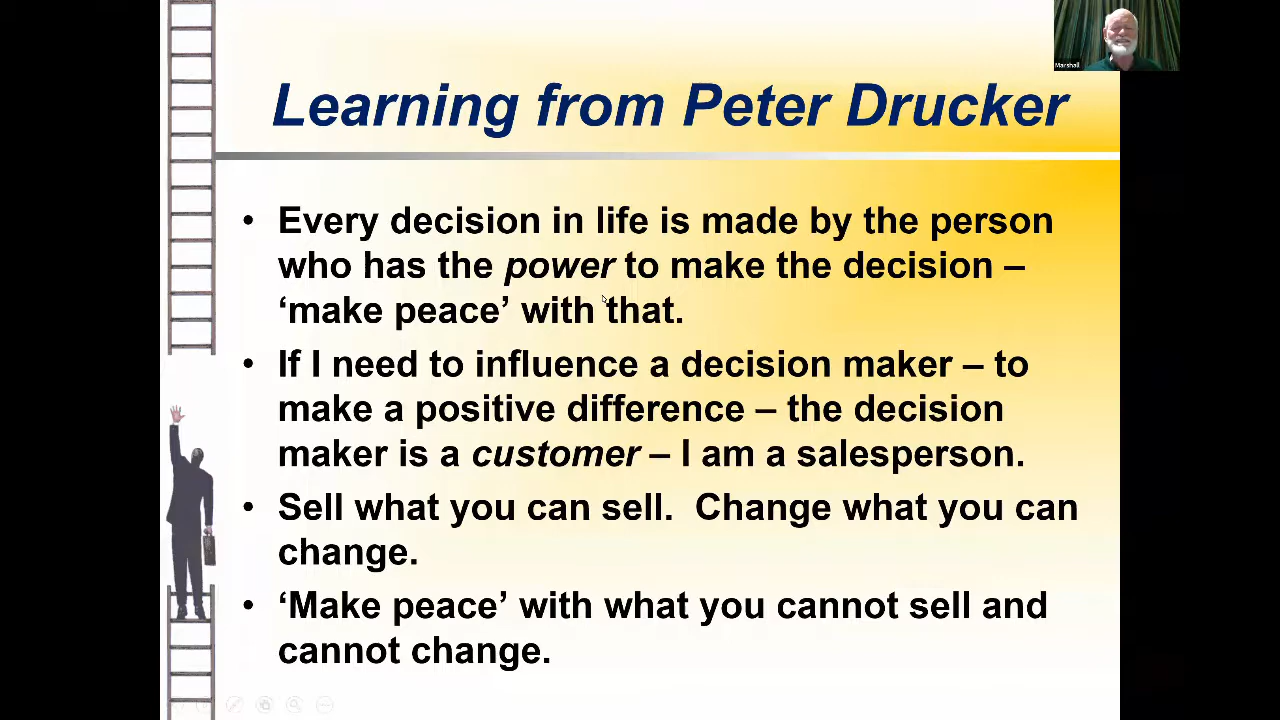 Marshall
Learning from Peter Drucker
• Every decision in life is made by the person
who has the power to make the decision –
‘make peace’ with that.
• If I need to influence a decision maker – to
make a positive difference – the decision
maker is a customer – I am a salesperson.
• Sell what you can sell.  Change what you can
change.
• ‘Make peace’ with what you cannot sell and
cannot change.